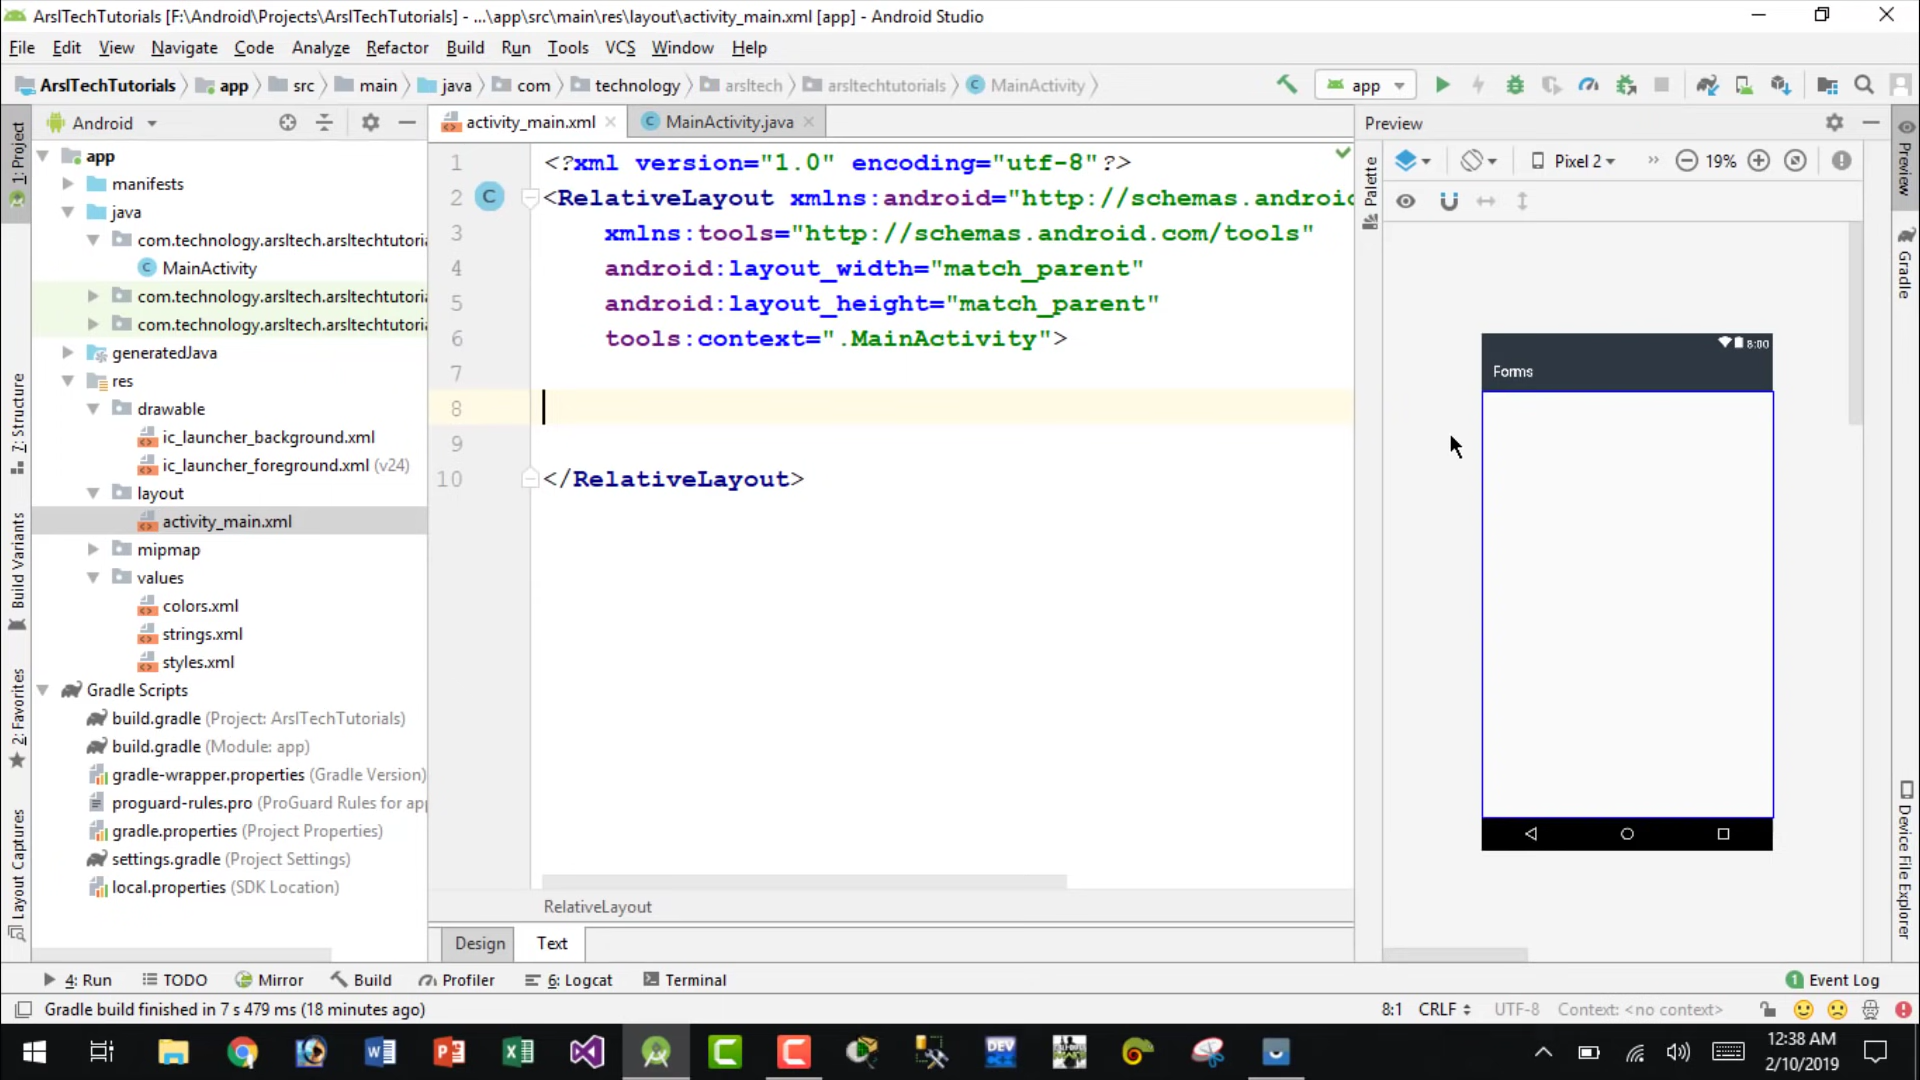 ArslTechTutorials [F:\Android\Projects\ArslTechTutorials] - ...\app\src\main\res\layout\activity_main.xml [app] - Android Studio
File Edit View Navigate Code Analyze Refactor Build Run Tools VCS Window Help
ArslTechTutorials app src main java com technology arsltech arsltechtutorials MainActivity app
Android
activity_main.xml
MainActivity.java
Preview
1: Project
7: Structure
Build Variants
2: Favorites
Layout Captures
app
manifests
java
com.technology.arsltech.arsltechtutoria
MainActivity
com.technology.arsltech.arsltechtutoria
com.technology.arsltech.arsltechtutoria
generatedJava
res
drawable
ic_launcher_background.xml
ic_launcher_foreground.xml (v24)
layout
activity_main.xml
mipmap
values
colors.xml
strings.xml
styles.xml
Gradle Scripts
build.gradle (Project: ArslTechTutorials)
build.gradle (Module: app)
gradle-wrapper.properties (Gradle Version)
proguard-rules.pro (ProGuard Rules for app
gradle.properties (Project Properties)
settings.gradle (Project Settings)
local.properties (SDK Location)
1 <?xml version="1.0" encoding="utf-8"?>
2 <RelativeLayout xmlns:android="http://schemas.androic
3 xmlns:tools="http://schemas.android.com/tools"
4 android:layout_width="match_parent"
5 android:layout_height="match_parent"
6 tools:context=".MainActivity">
7
8
9
10 </RelativeLayout>
RelativeLayout
Design Text
Palette
Pixel 2 19%
8:00
Forms
Preview
Gradle
Device File Explorer
4: Run TODO Mirror Build Profiler 6: Logcat Terminal 1 Event Log
Gradle build finished in 7 s 479 ms (18 minutes ago) 8:1 CRLF UTF-8 Context: <no context>
12:38 AM
2/10/2019